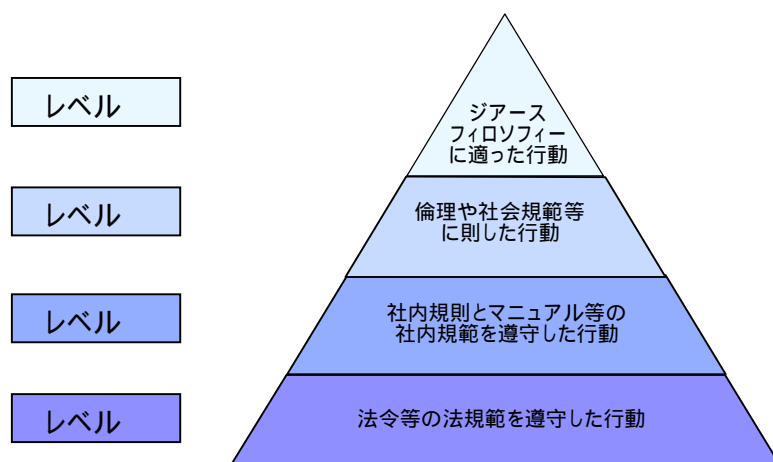 レベル
ジアース
フィロソフィー
に適った行動
レベル
倫理や社会規範等
に則した行動
レベル
社内規則とマニュアル等の
社内規範を遵守した行動
レベル
法令等の法規範を遵守した行動